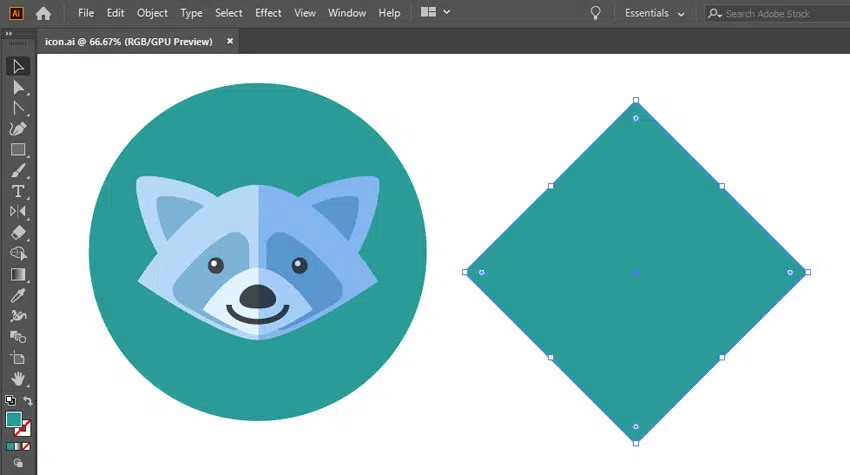 Ai File Edit Object Type Select Effect View Window Help Essentials Search Adobe Stock
icon.ai @ 66.67% (RGB/GPU Preview) ×
T